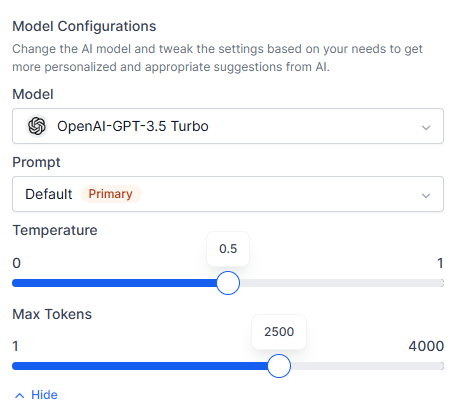 Model Configurations
Change the AI model and tweak the settings based on your needs to get
more personalized and appropriate suggestions from AI.
Model
OpenAI-GPT-3.5 Turbo
Prompt
Default Primary
Temperature
0.5
0 1
Max Tokens
2500
1 4000
Hide